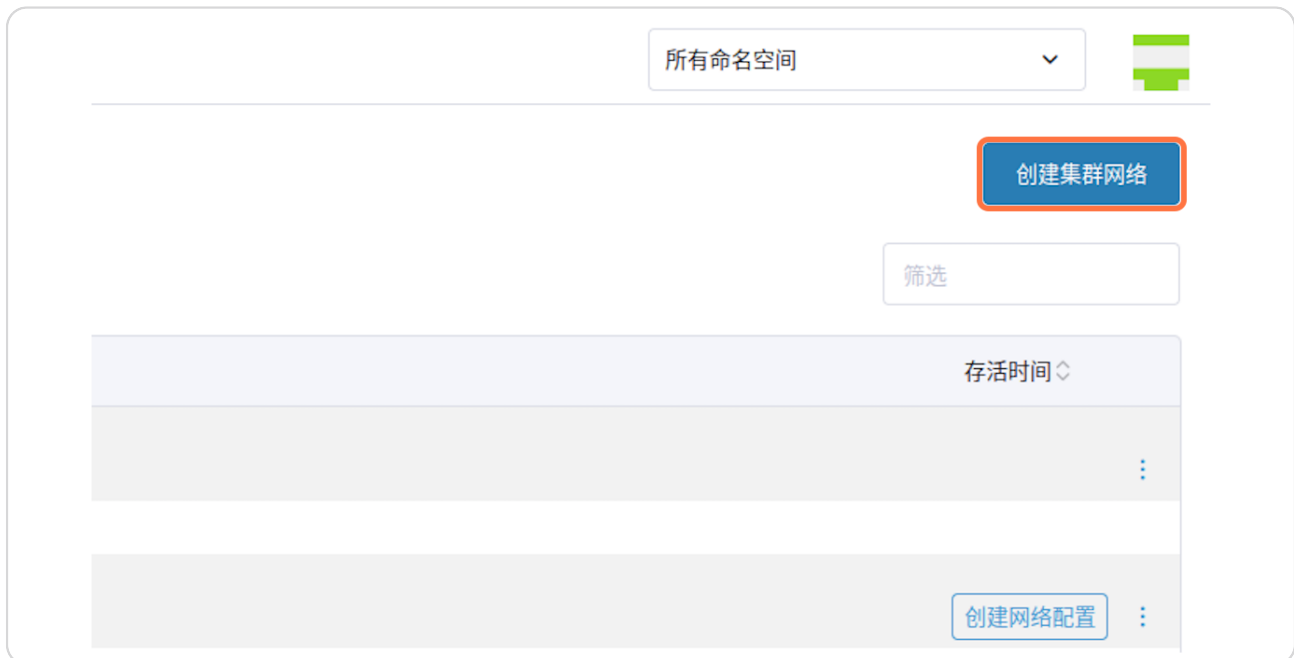 所有命名空间
创建集群网络
筛选
存活时间
创建网络配置